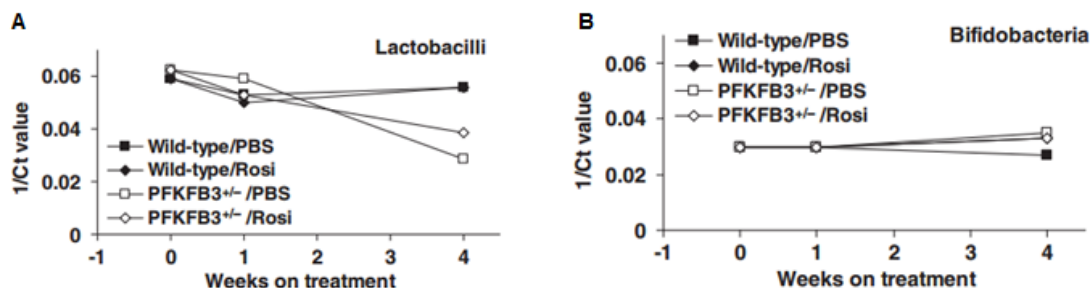 A
Lactobacilli
0.06
0.04
0.02
0
1/Ct value
Wild-type/PBS
Wild-type/Rosi
PFKFB3+/–/PBS
PFKFB3+/–/Rosi
-1 0 1 2 3 4
Weeks on treatment
B
Bifidobacteria
Wild-type/PBS
Wild-type/Rosi
PFKFB3+/–/PBS
PFKFB3+/–/Rosi
0.06
0.04
0.02
0
1/Ct value
-1 0 1 2 3 4
Weeks on treatment